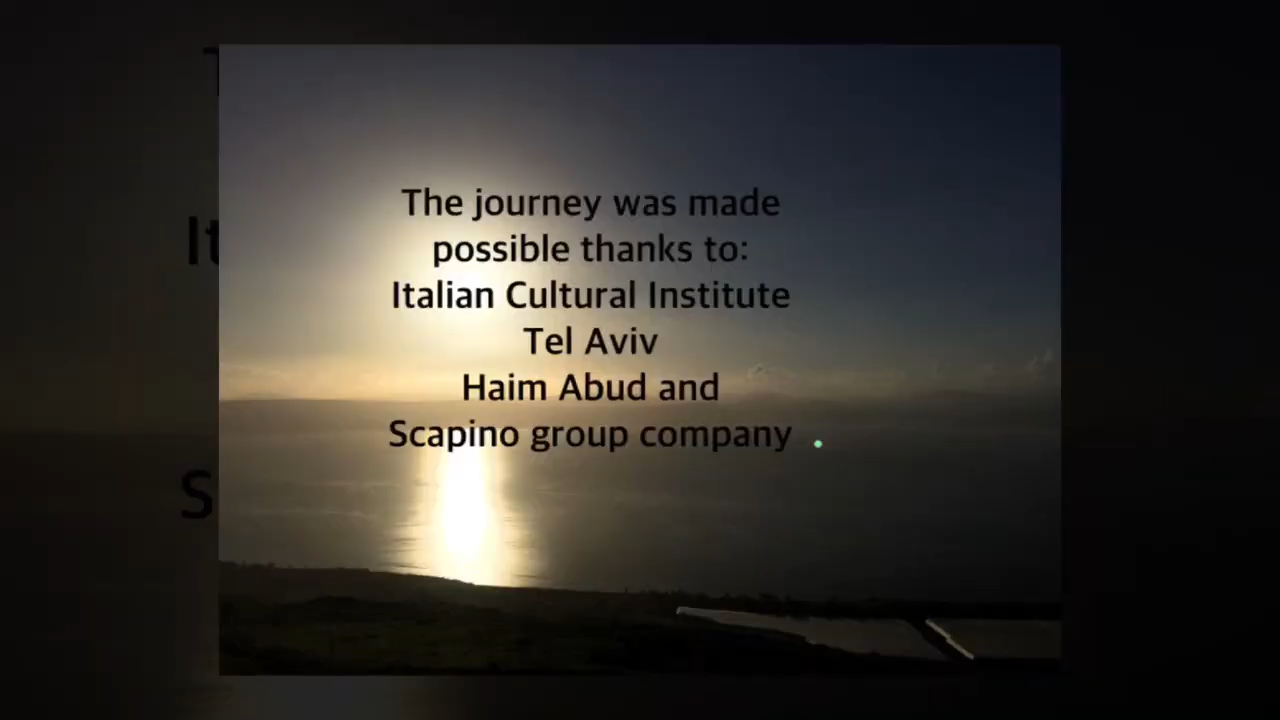 The journey was made
possible thanks to:
Italian Cultural Institute
Tel Aviv
Haim Abud and
Scapino group company .